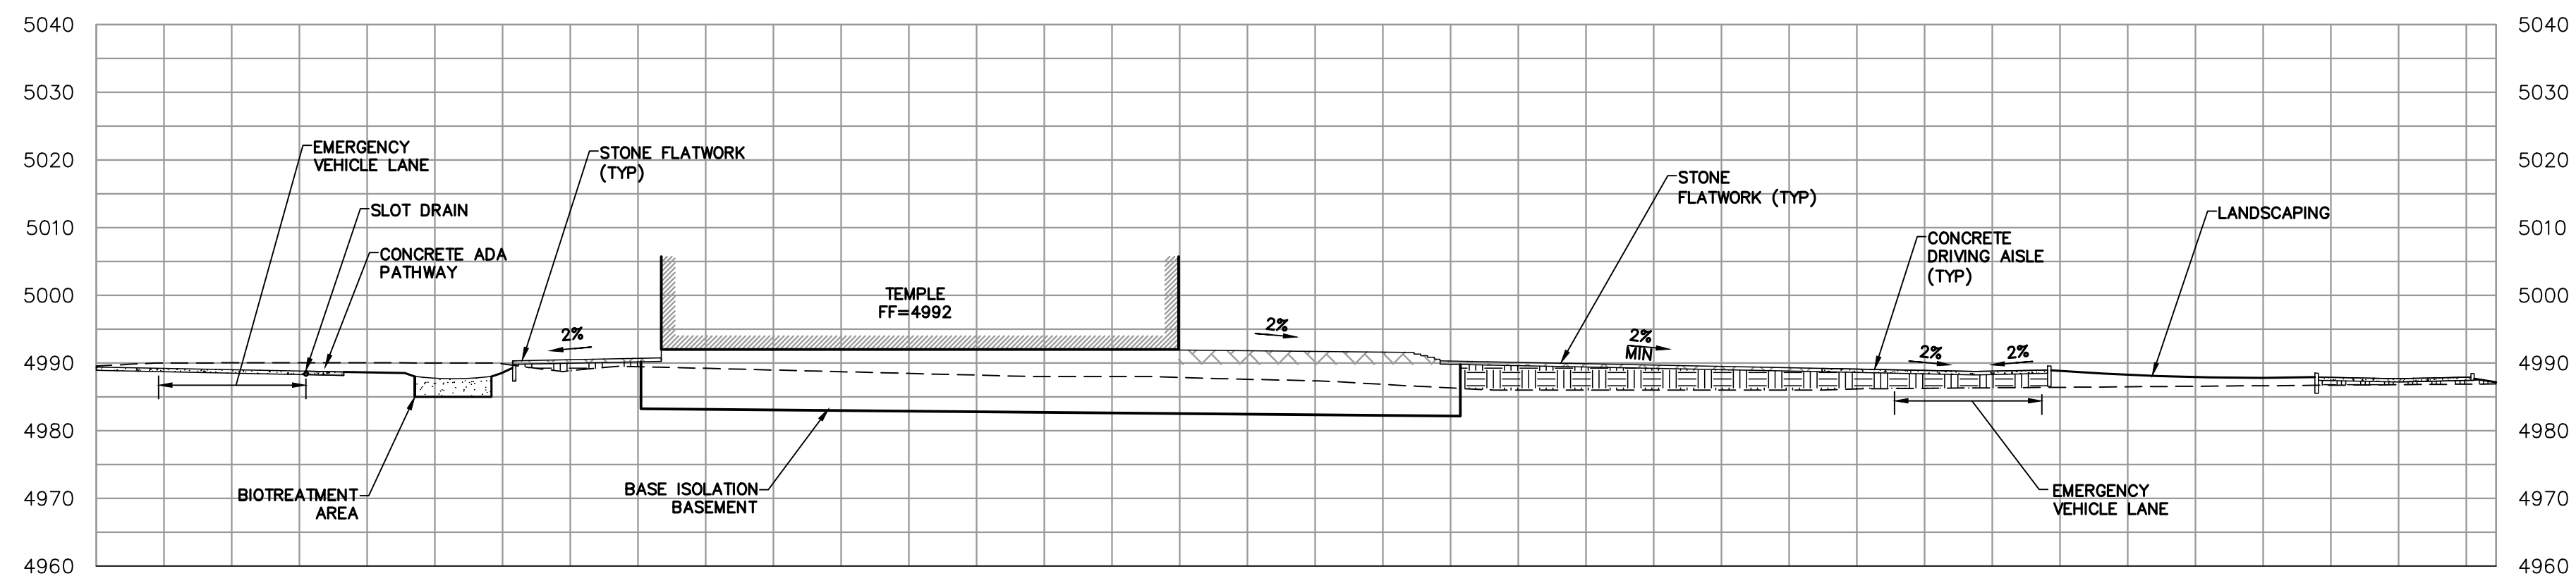 5040
5040
5030
5030
EMERGENCY
VEHICLE LANE
STONE FLATWORK
(TYP)
5020
5020
STONE
FLATWORK (TYP)
SLOT DRAIN
LANDSCAPING
5010
5010
CONCRETE ADA
PATHWAY
CONCRETE
DRIVING AISLE
(TYP)
5000
5000
TEMPLE
FF=4992
2%
2%
2%
MIN
2%
2%
4990
4990
4980
4980
BIOTREATMENT
AREA
BASE ISOLATION
BASEMENT
EMERGENCY
VEHICLE LANE
4970
4970
4960
4960